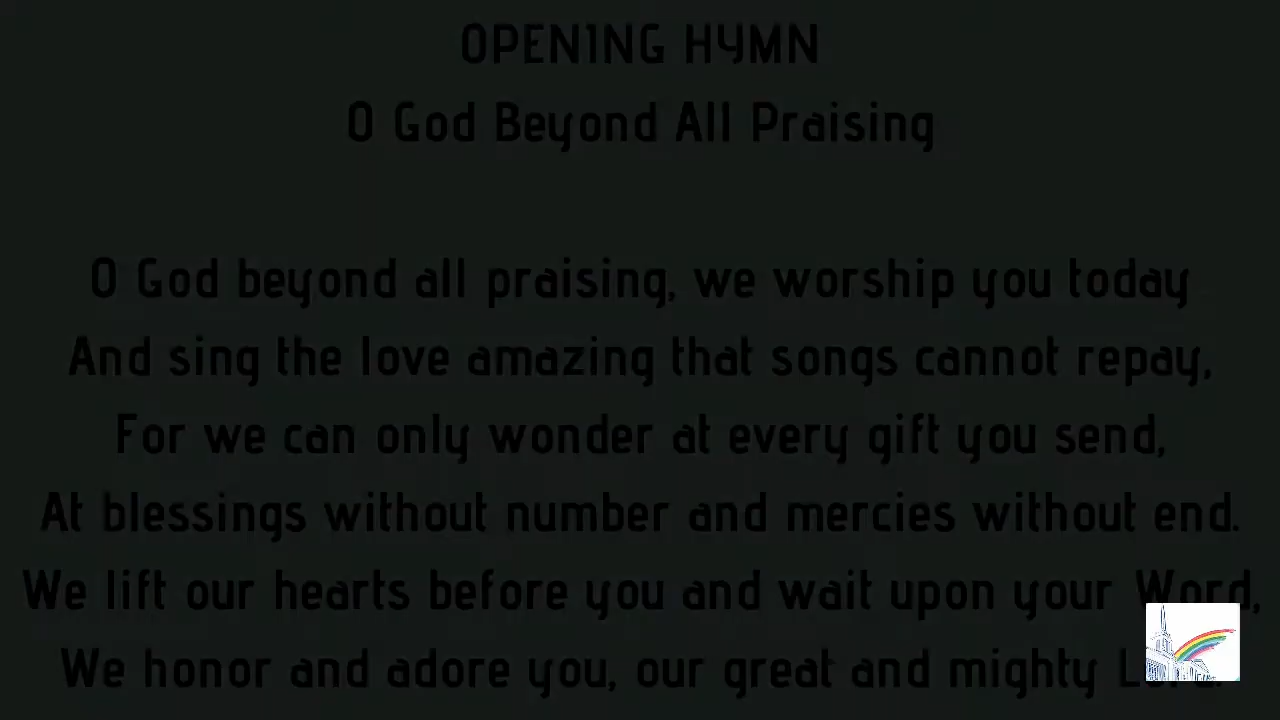 OPENING HYMN
O God Beyond All Praising
O God beyond all praising, we worship you today
And sing the love amazing that songs cannot repay,
For we can only wonder at every gift you send,
At blessings without number and mercies without end.
We lift our hearts before you and wait upon your Word,
We honor and adore you, our great and mighty Lord.